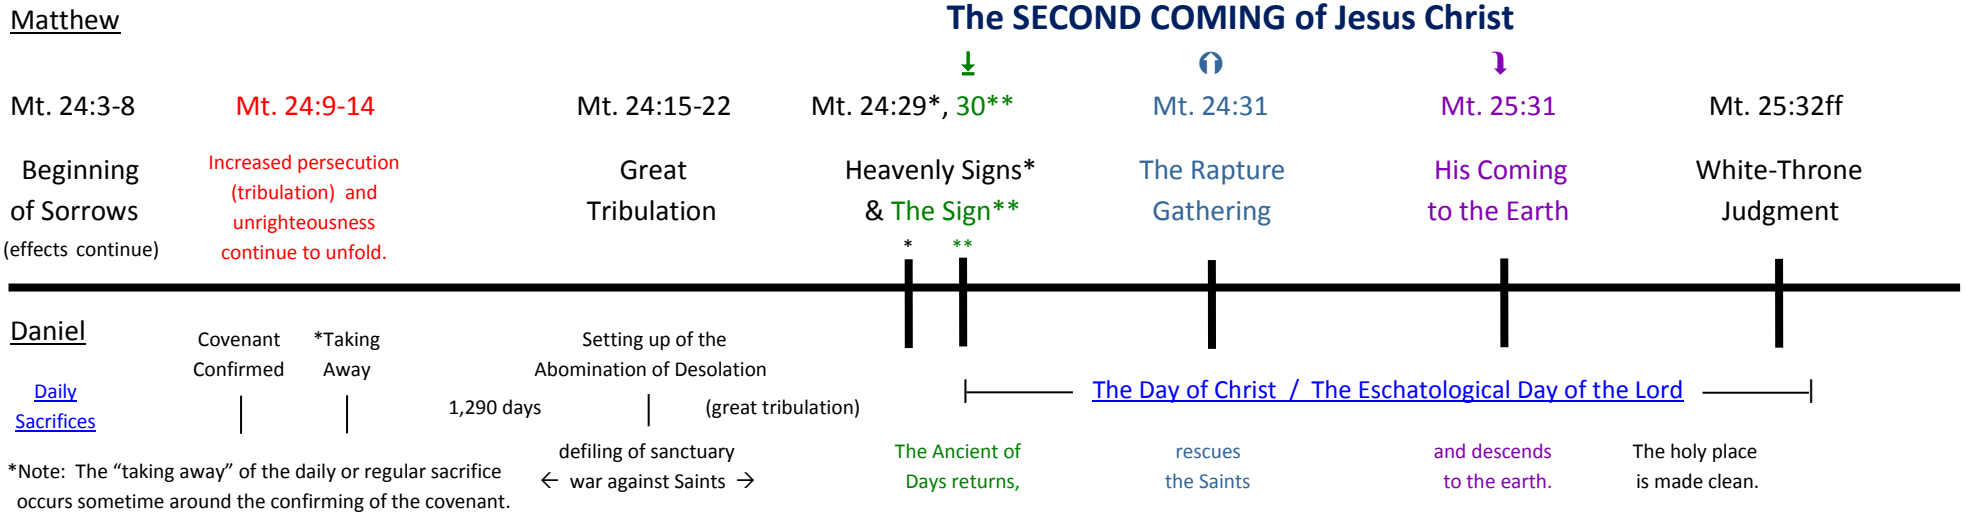 Matthew
The SECOND COMING of Jesus Christ
Mt. 24:3-8
Mt. 24:9-14
Mt. 24:15-22
Mt. 24:29*, 30**
Mt. 24:31
Mt. 25:31
Mt. 25:32ff
Beginning
of Sorrows
(effects continue)
Increased persecution
(tribulation) and
unrighteousness
continue to unfold.
Great
Tribulation
Heavenly Signs*
& The Sign**
* **
The Rapture
Gathering
His Coming
to the Earth
White-Throne
Judgment
Daniel
Daily
Sacrifices
Covenant
Confirmed
*Taking
Away
1,290 days
Setting up of the
Abomination of Desolation
(great tribulation)
defiling of sanctuary
← war against Saints →
The Day of Christ / The Eschatological Day of the Lord
The Ancient of
Days returns,
rescues
the Saints
and descends
to the earth.
The holy place
is made clean.
*Note: The “taking away” of the daily or regular sacrifice
occurs sometime around the confirming of the covenant.